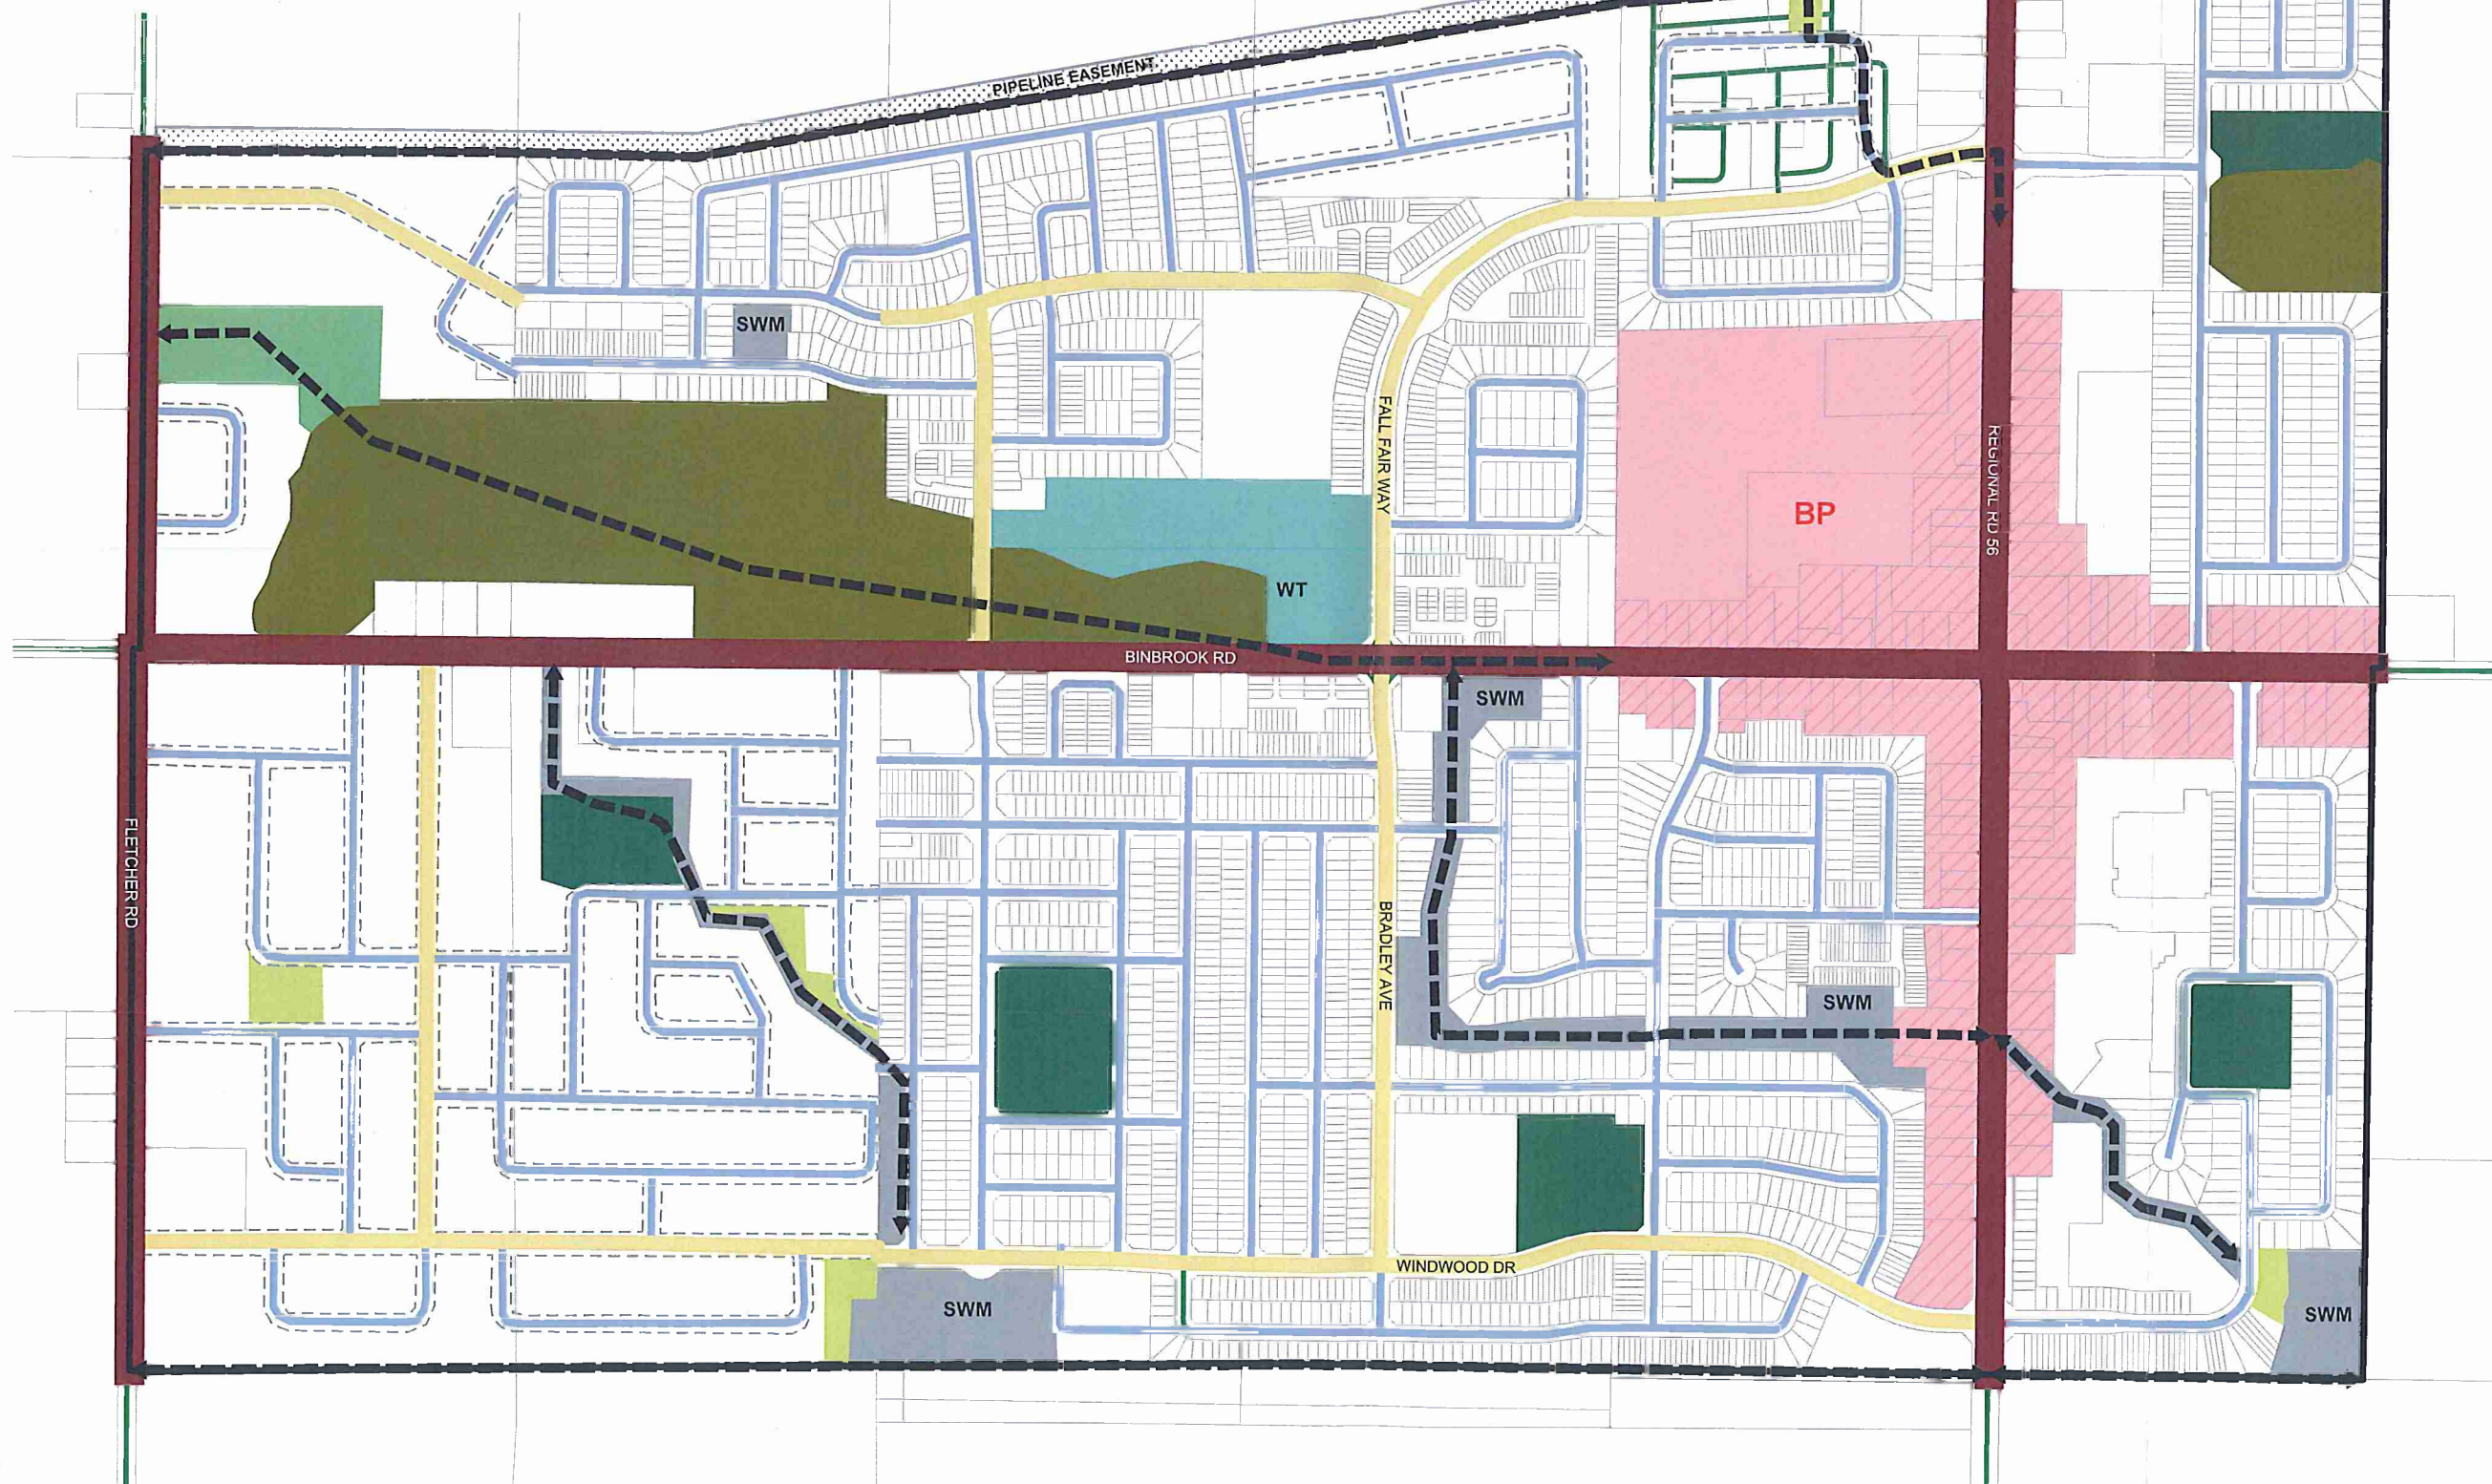 PIPELINE EASEMENT
SWM
FALL FAIR WAY
REGIONAL RD 56
BP
WT
BINBROOK RD
SWM
FLETCHER RD
BRADLEY AVE
SWM
WINDWOOD DR
SWM
SWM